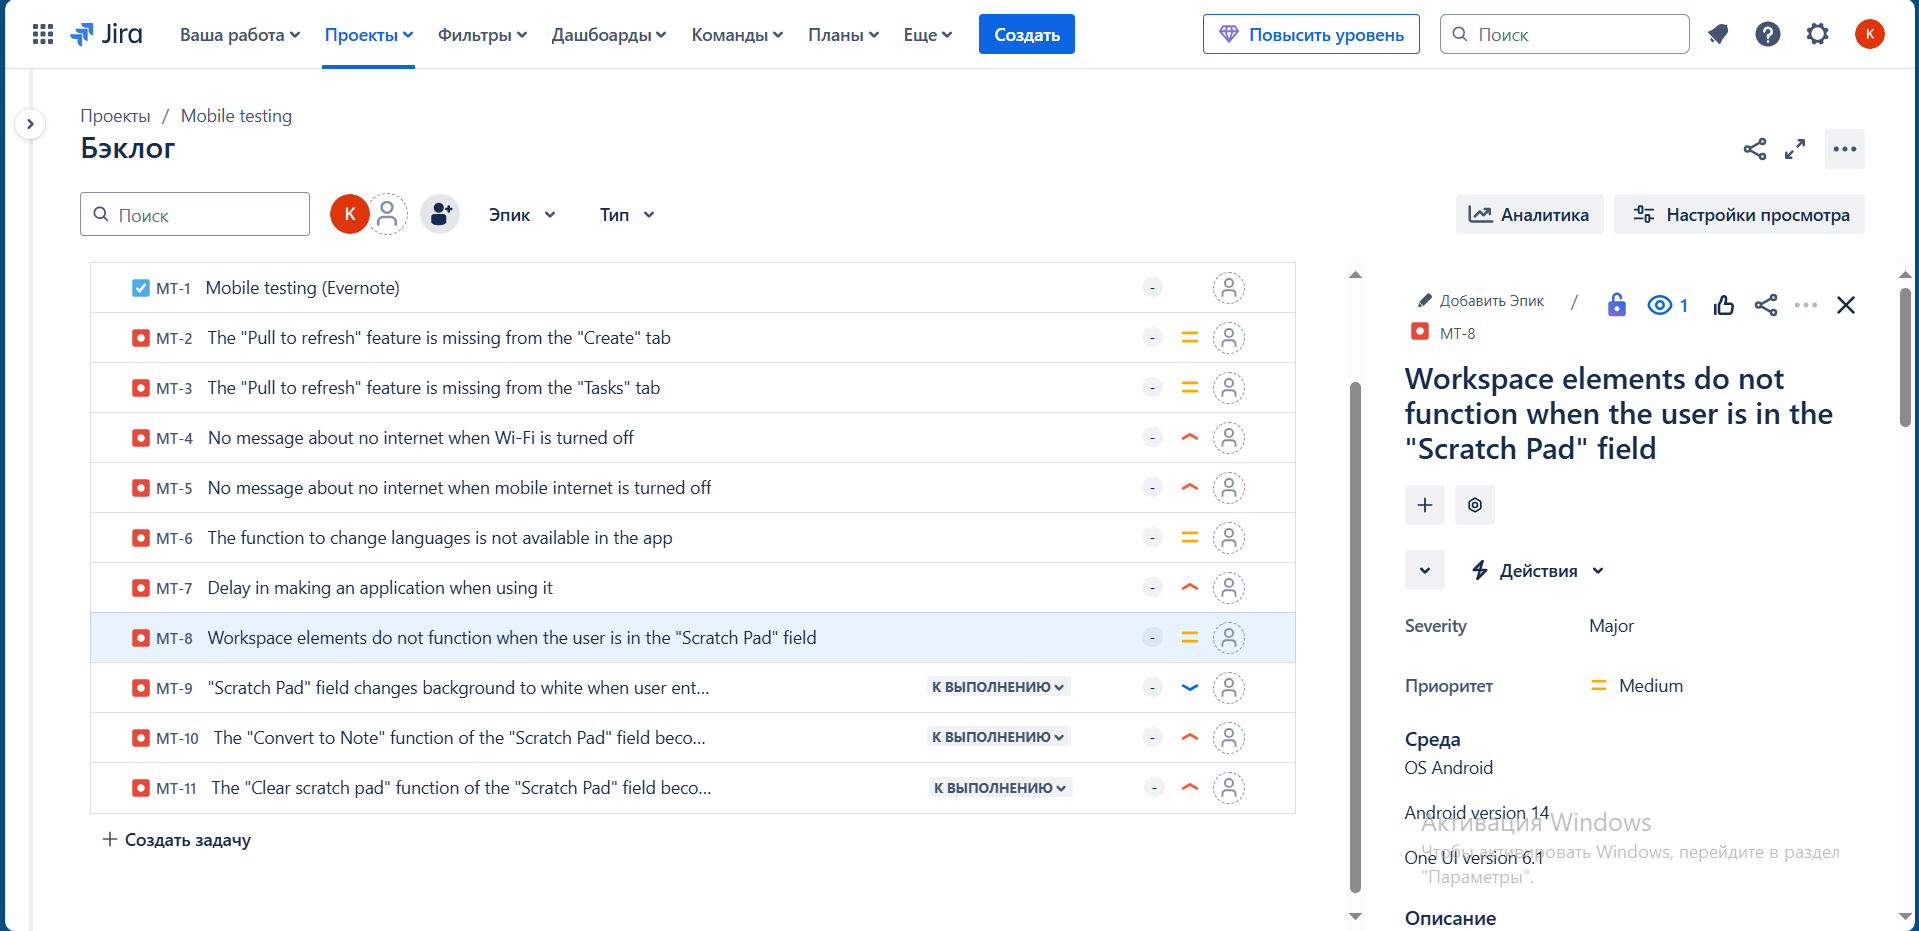 Jira Ваша работа Проекты Фильтры Дашбоарды Команды Планы Еще Создать Повысить уровень Поиск K
Проекты / Mobile testing
Бэклог
Поиск K Эпик Тип Аналитика Настройки просмотра
MT-1 Mobile testing (Evernote) -
MT-2 The "Pull to refresh" feature is missing from the "Create" tab -
MT-3 The "Pull to refresh" feature is missing from the "Tasks" tab -
MT-4 No message about no internet when Wi-Fi is turned off -
MT-5 No message about no internet when mobile internet is turned off -
MT-6 The function to change languages is not available in the app -
MT-7 Delay in making an application when using it -
MT-8 Workspace elements do not function when the user is in the "Scratch Pad" field -
MT-9 "Scratch Pad" field changes background to white when user ent... К ВЫПОЛНЕНИЮ -
MT-10 The "Convert to Note" function of the "Scratch Pad" field beco... К ВЫПОЛНЕНИЮ -
MT-11 The "Clear scratch pad" function of the "Scratch Pad" field beco... К ВЫПОЛНЕНИЮ -
+ Создать задачу
Добавить Эпик / 1
MT-8
Workspace elements do not
function when the user is in the
"Scratch Pad" field
Действия
Severity Major
Приоритет Medium
Среда
OS Android
Android version 14
Активация Windows
One UI version 6.1
Чтобы активировать Windows, перейдите в раздел
"Параметры".
Описание